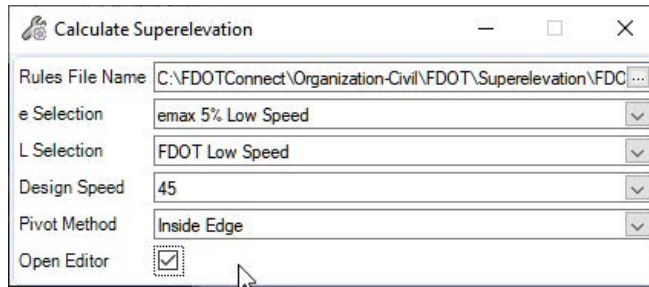 Calculate Superelevation
Rules File Name C:\FDOTConnect\Organization-Civil\FDOT\Superelevation\FDO ...
e Selection emax 5% Low Speed
L Selection FDOT Low Speed
Design Speed 45
Pivot Method Inside Edge
Open Editor